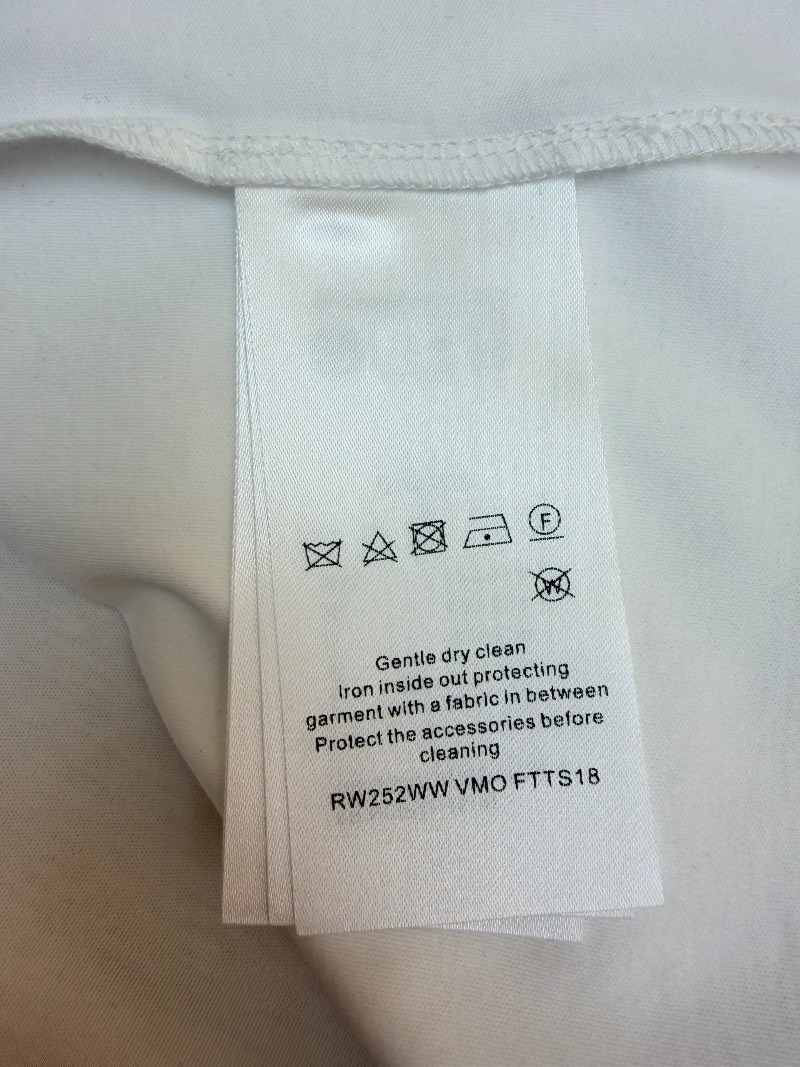 F
W
Gentle dry clean
Iron inside out protecting
garment with a fabric in between
Protect the accessories before
cleaning
RW252WW VMO FTTS18